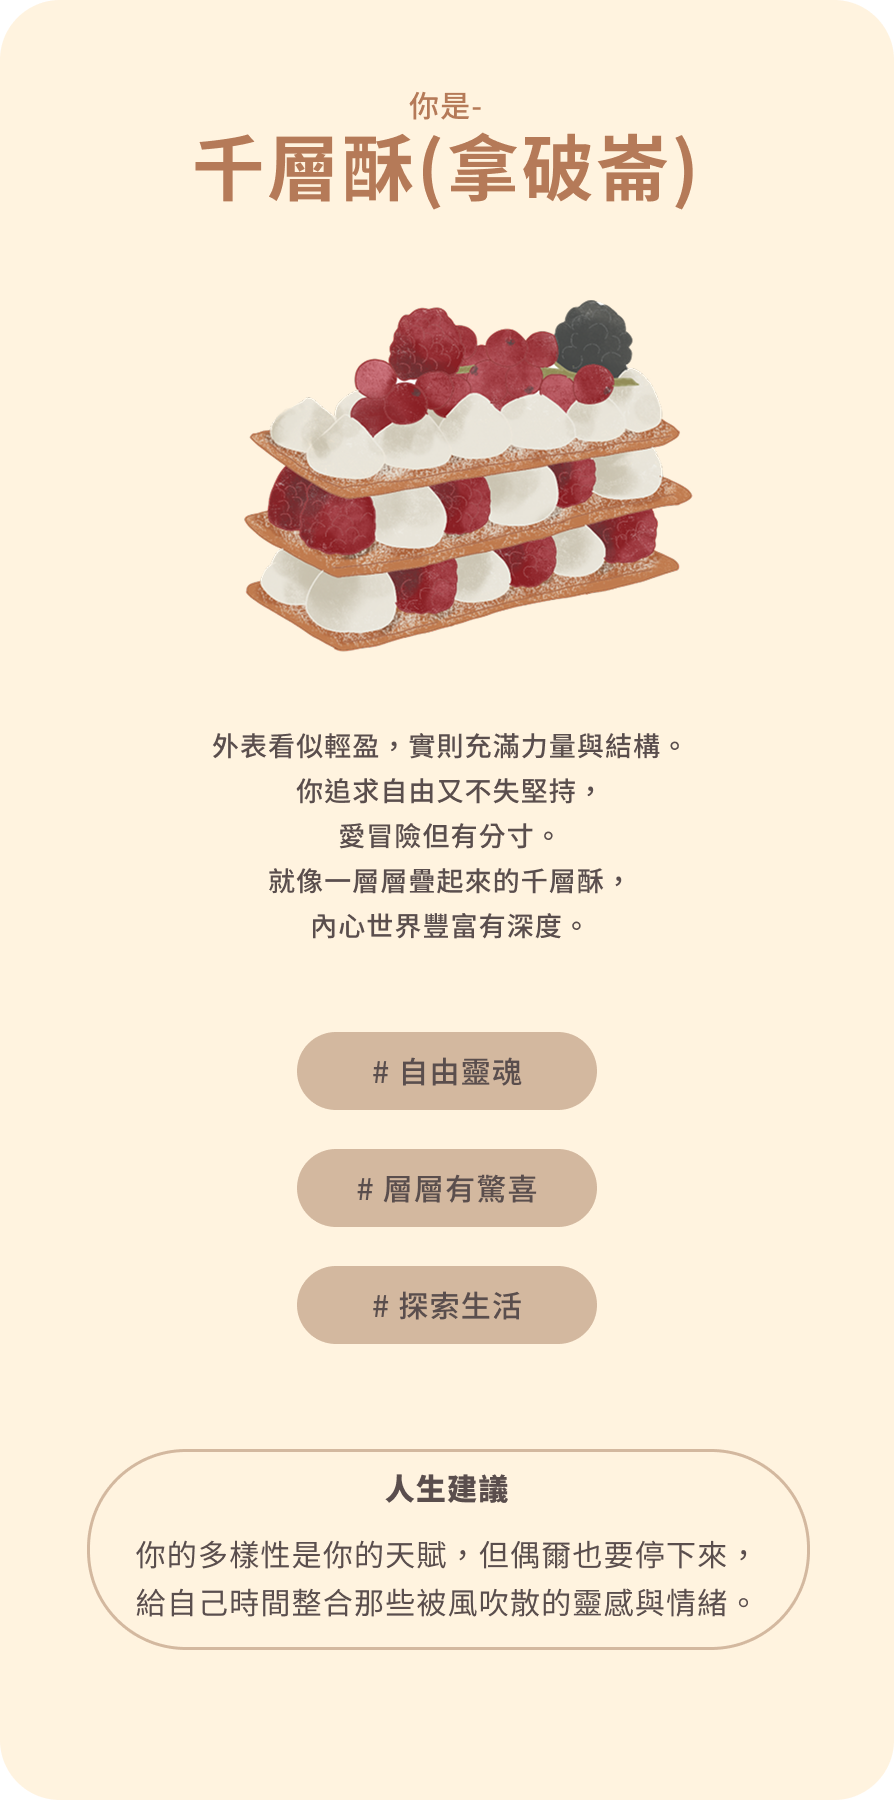 你是-
千層酥(拿破崙)
外表看似輕盈，實則充滿力量與結構。
你追求自由又不失堅持，
愛冒險但有分寸。
就像一層層疊起來的千層酥，
內心世界豐富有深度。
# 自由靈魂
# 層層有驚喜
# 探索生活
人生建議
你的多樣性是你的天賦，但偶爾也要停下來，
給自己時間整合那些被風吹散的靈感與情緒。